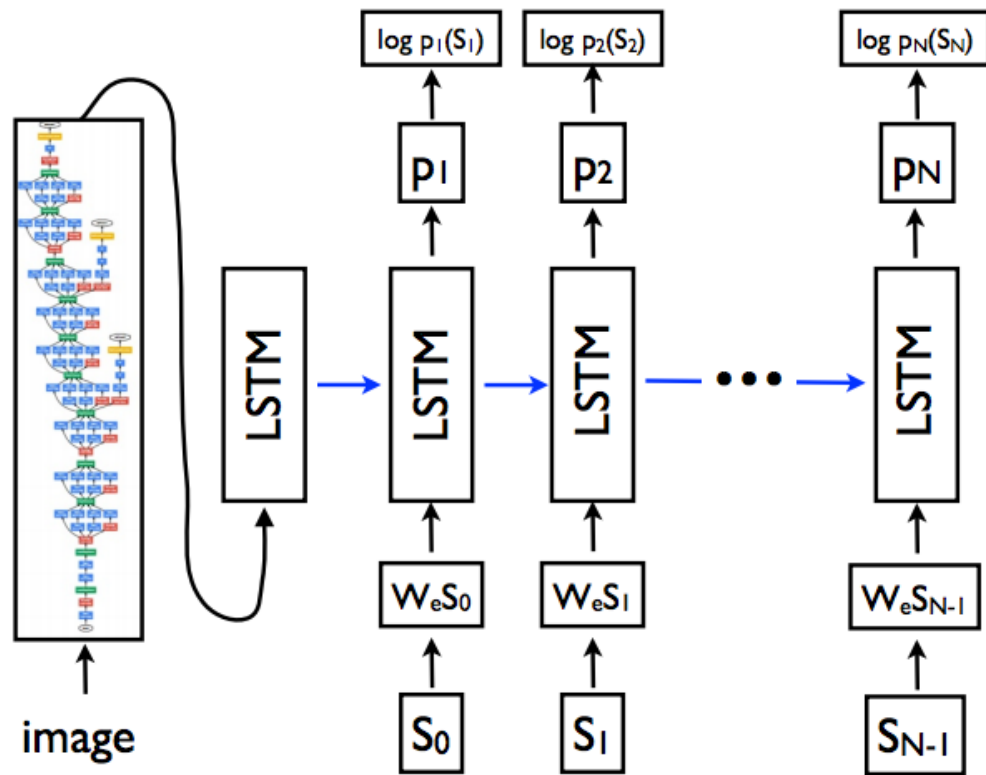 log p₁(S₁) log p₂(S₂) log pN(SN)
p₁ p₂ pN
LSTM LSTM LSTM ••• LSTM
WₑS₀ WₑS₁ WₑSN-1
image S₀ S₁ SN-1